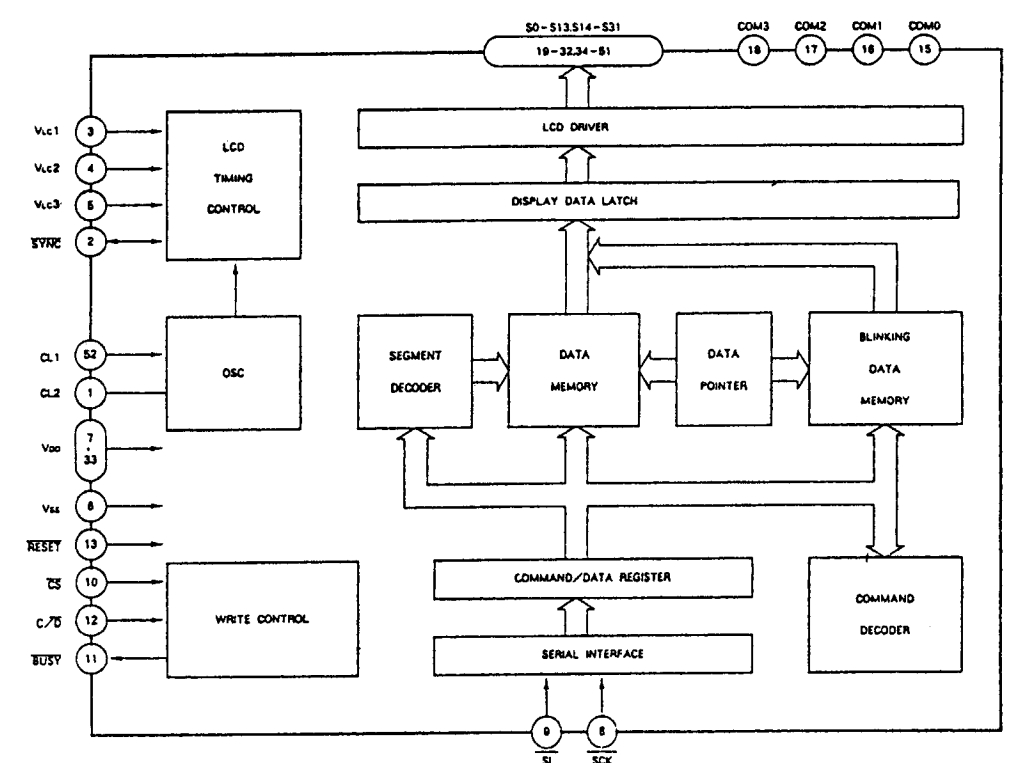 S0-S13.S14-S31
COM3 COM2 COM1 COM0
19-32.34-51
18 17 16 15
LCD DRIVER
VLC1 3
LCD
VLC2 4
TIMING
VLC3 5
CONTROL
SYNC 2
DISPLAY DATA LATCH
CL1 52
OSC
CL2 1
SEGMENT
DECODER
DATA
MEMORY
DATA
POINTER
BLINKING
DATA
MEMORY
VDD 7 . 33
VSS
RESET 13
CS 10
C/D 12
BUSY 11
WRITE CONTROL
COMMAND/DATA REGISTER
SERIAL INTERFACE
COMMAND
DECODER
9 8
SI SCK